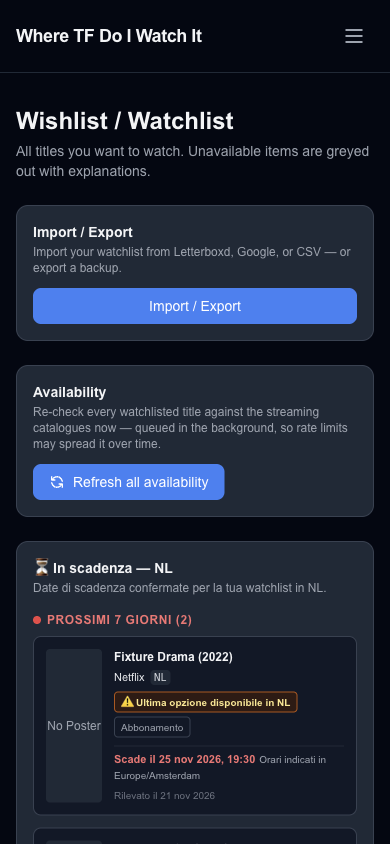 Where TF Do I Watch It
Wishlist / Watchlist
All titles you want to watch. Unavailable items are greyed
out with explanations.
Import / Export
Import your watchlist from Letterboxd, Google, or CSV — or
export a backup.
Import / Export
Availability
Re-check every watchlisted title against the streaming
catalogues now — queued in the background, so rate limits
may spread it over time.
Refresh all availability
⏳ In scadenza — NL
Date di scadenza confermate per la tua watchlist in NL.
PROSSIMI 7 GIORNI (2)
No Poster
Fixture Drama (2022)
Netflix NL
⚠️ Ultima opzione disponibile in NL
Abbonamento
Scade il 25 nov 2026, 19:30 Orari indicati in
Europe/Amsterdam
Rilevato il 21 nov 2026